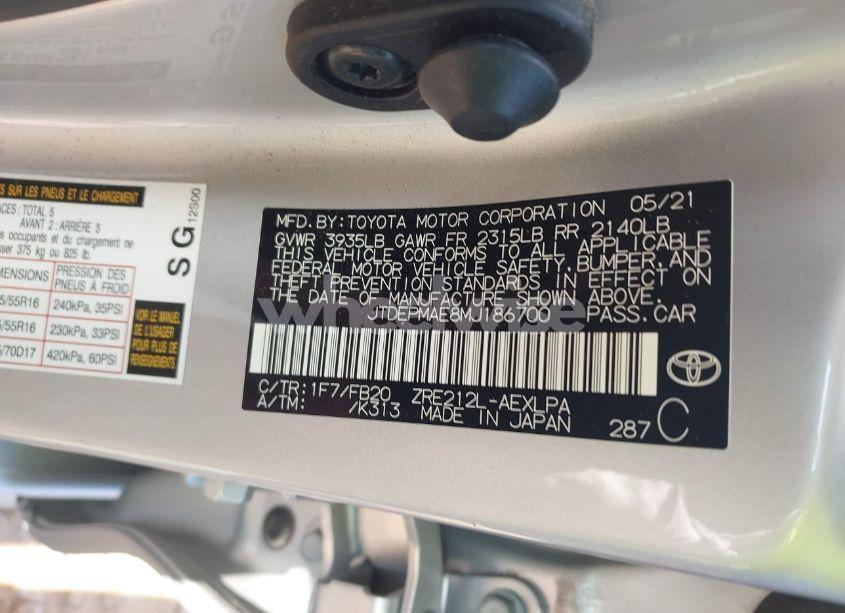 S SUR LES PNEUS ET LE CHARGEMENT
ACES: TOTAL 5
AVANT 2: ARRIÈRE 3
s occupants et du chargement ne
sser 375 kg ou 825 lb.
MENSIONS PRESSION DES PNEUS À FROID
5/55R16 240kPa, 35PSI
5/55R16 230kPa, 33PSI
5/70D17 420kPa, 60PSI
VOIR LE MANUEL
DE L'USAGER
POUR PLUS DE
RENSEIGNEMENTS
SG 12S00
MFD. BY: TOYOTA MOTOR CORPORATION 05/21
GVWR 3935LB GAWR FR 2315LB RR 2140LB
THIS VEHICLE CONFORMS TO ALL APPLICABLE
FEDERAL MOTOR VEHICLE SAFETY, BUMPER, AND
THEFT PREVENTION STANDARDS IN EFFECT ON
THE DATE OF MANUFACTURE SHOWN ABOVE.
JTDEPMAE8MJ186700 PASS. CAR
C/TR: 1F7/FB20 ZRE212L-AEXLPA
A/TM: /K313 MADE IN JAPAN
287 C